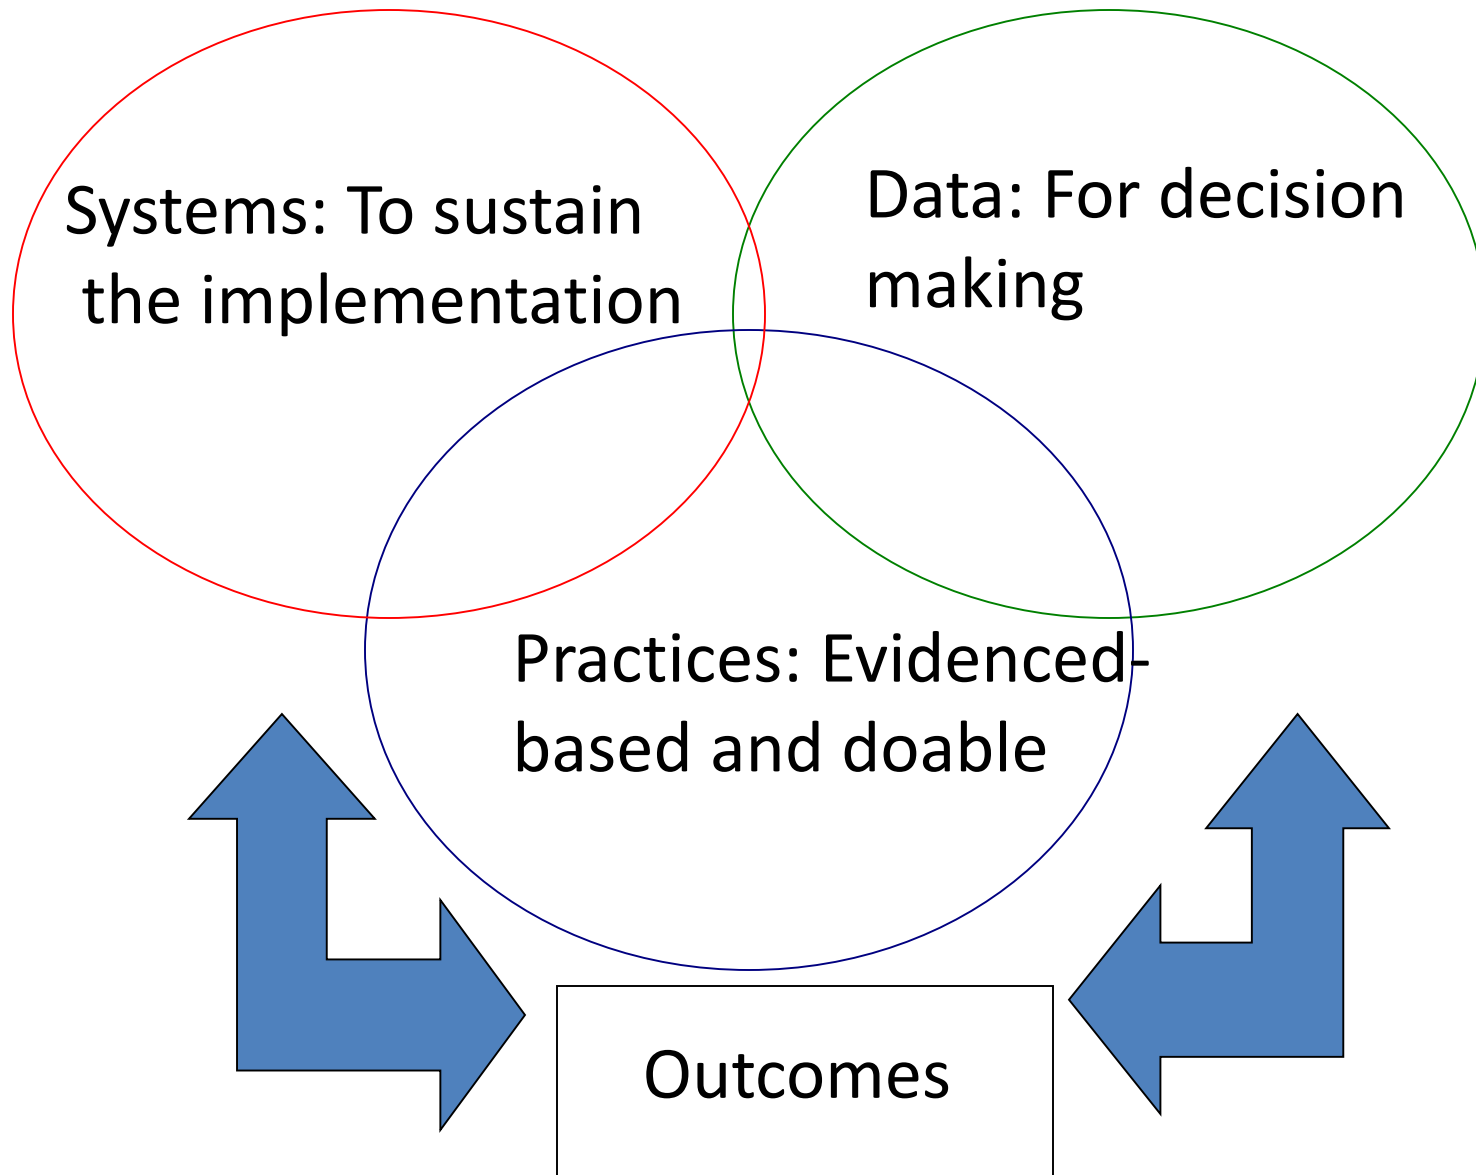 Systems: To sustain
the implementation
Data: For decision
making
Practices: Evidenced-
based and doable
Outcomes